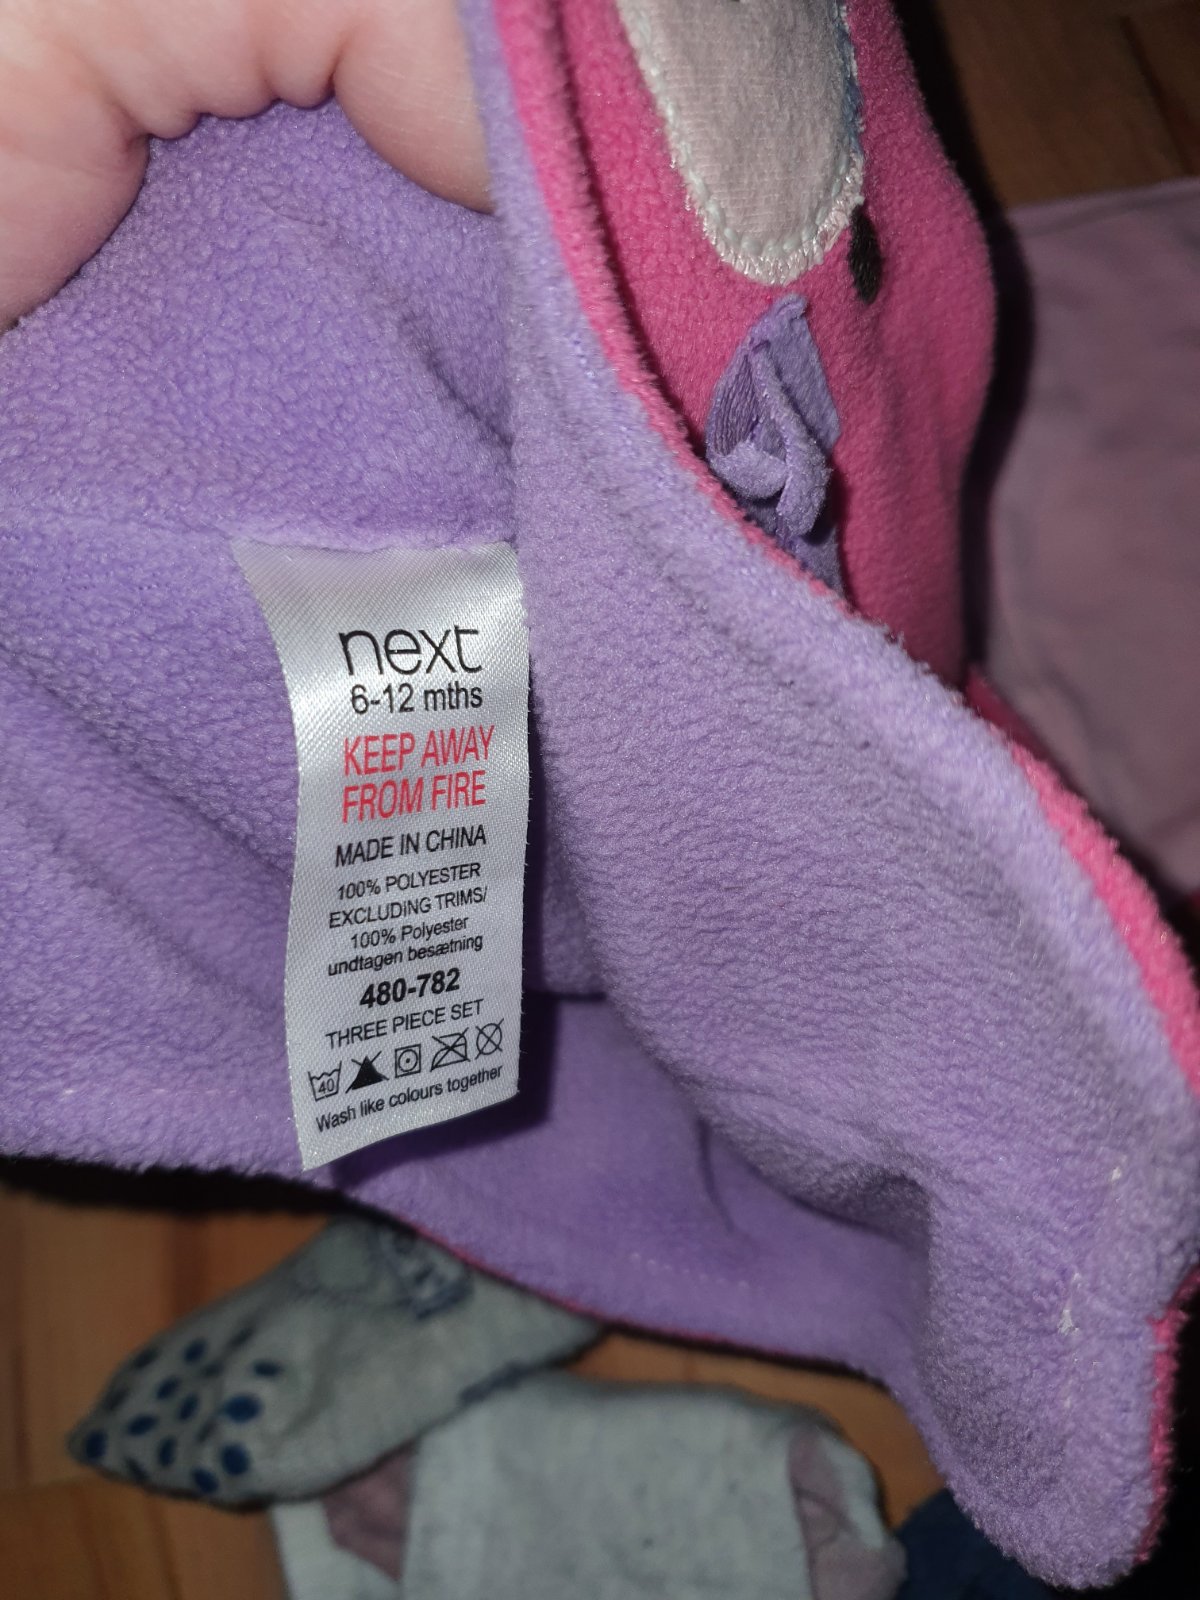 next
6-12 mths
KEEP AWAY
FROM FIRE
MADE IN CHINA
100% POLYESTER
EXCLUDING TRIMS/
100% Polyester
undtagen besætning
480-782
THREE PIECE SET
40
Wash like colours together